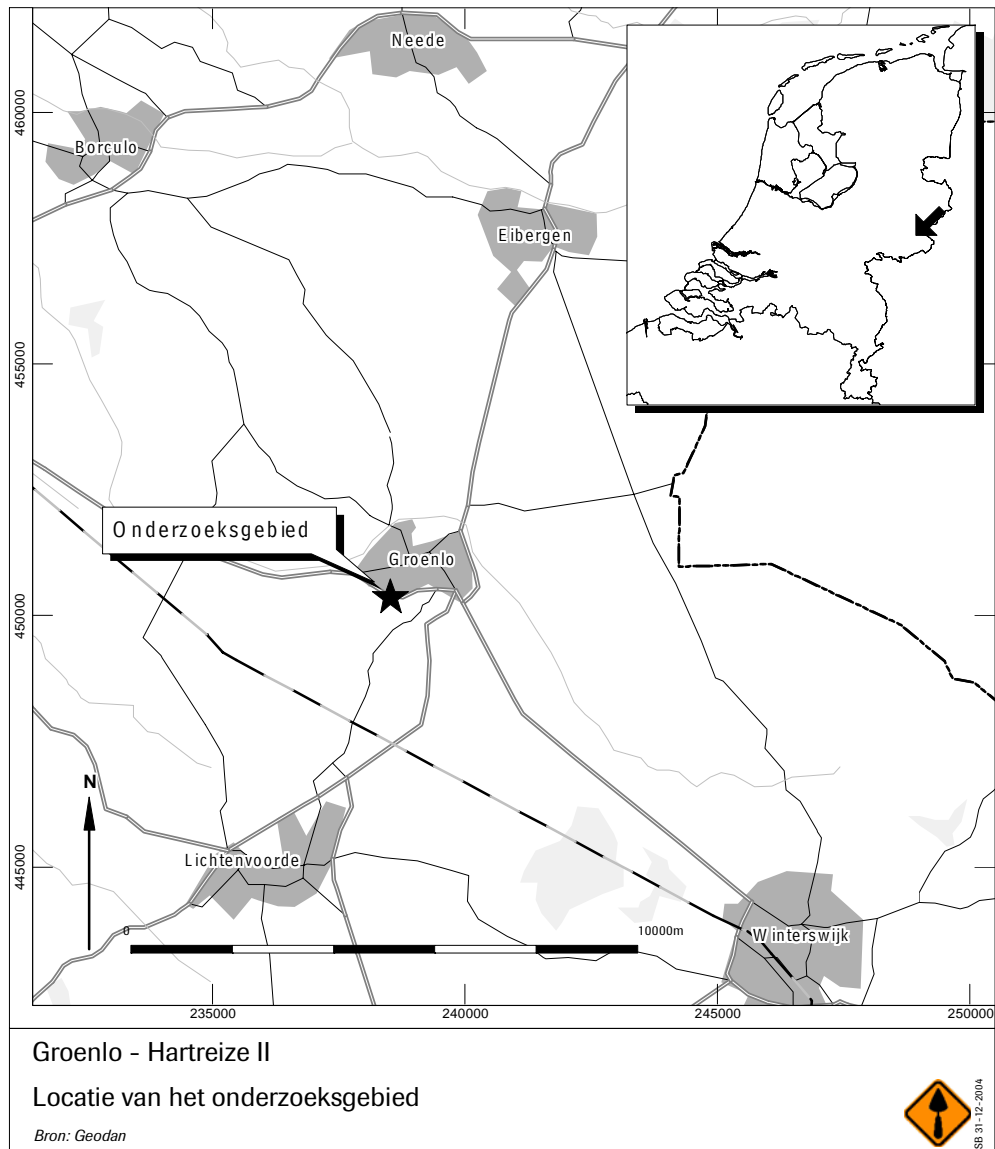 Neede
460000
Borculo
Eibergen
455000
Onderzoeksgebied
Groenlo
450000
N
Lichtenvoorde
445000
0
10000m
Winterswijk
235000
240000
245000
250000
Groenlo - Hartreize II
Locatie van het onderzoeksgebied
Bron: Geodan
SB 31-12-2004